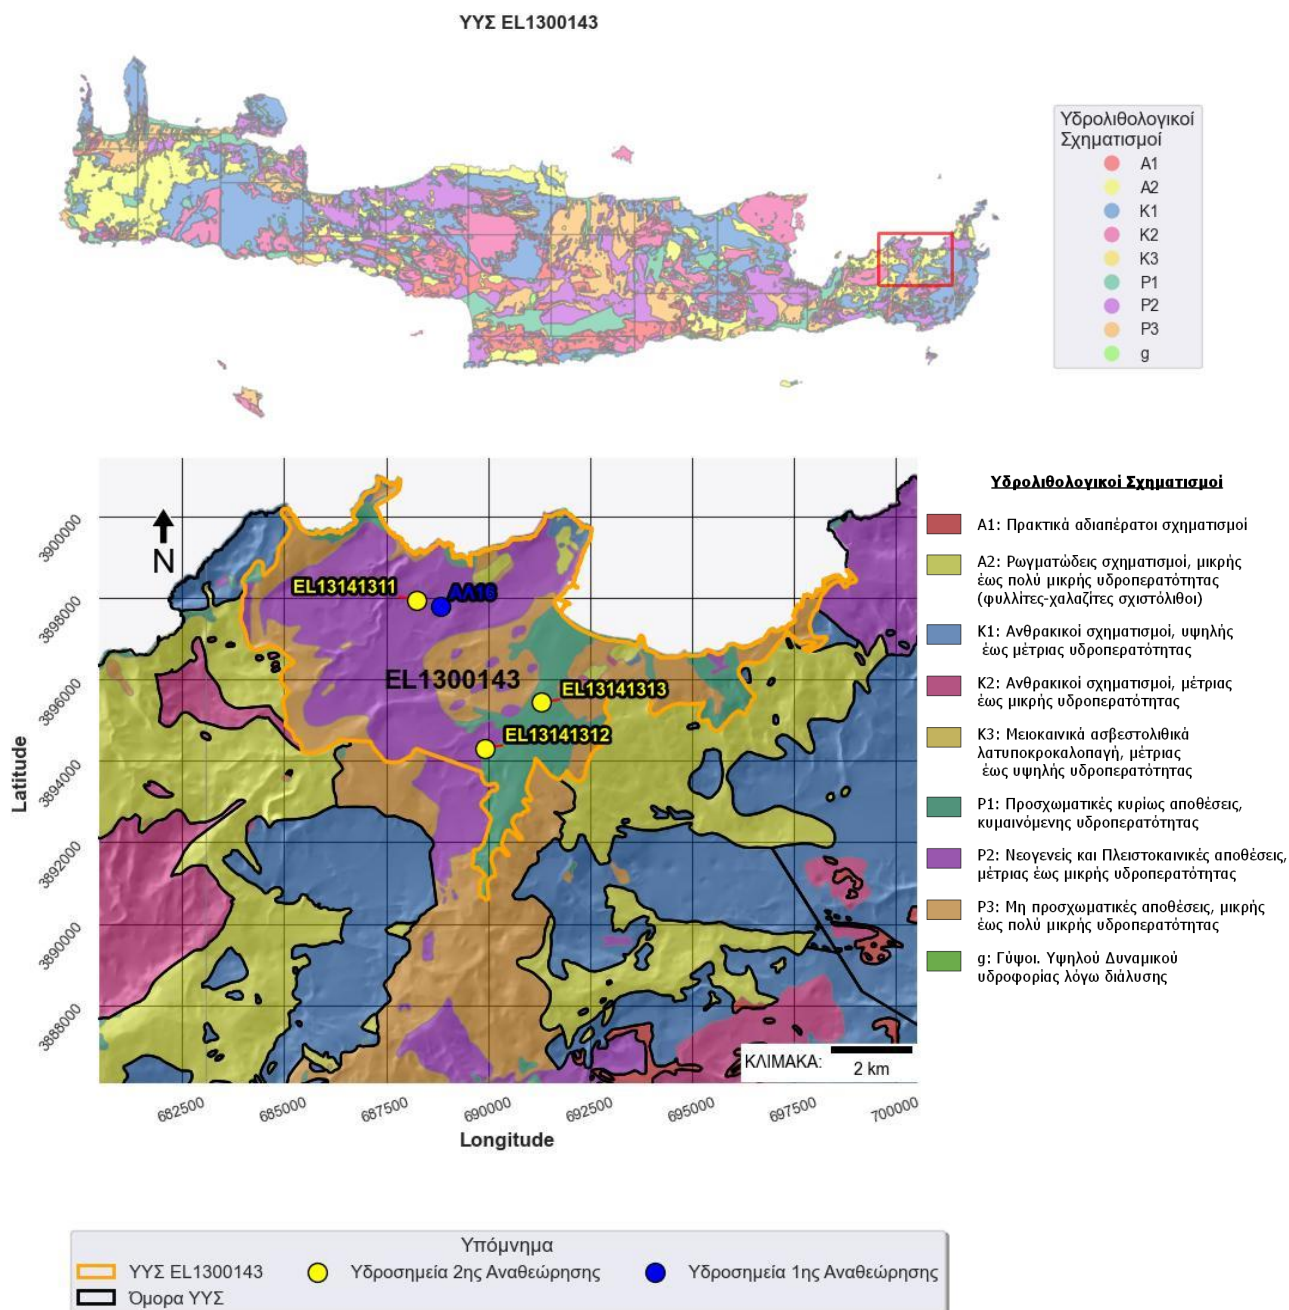 ΥΥΣ EL1300143
Υδρολιθολογικοί
Σχηματισμοί
A1
A2
K1
K2
K3
P1
P2
P3
g
Υδρολιθολογικοί Σχηματισμοί
A1: Πρακτικά αδιαπέρατοι σχηματισμοί
A2: Ρωγματώδεις σχηματισμοί, μικρής
έως πολύ μικρής υδροπερατότητας
(φυλλίτες-χαλαζίτες σχιστόλιθοι)
K1: Ανθρακικοί σχηματισμοί, υψηλής
έως μέτριας υδροπερατότητας
K2: Ανθρακικοί σχηματισμοί, μέτριας
έως μικρής υδροπερατότητας
K3: Μειοκαινικά ασβεστολιθικά
λατυποκροκαλοπαγή, μέτριας
έως υψηλής υδροπερατότητας
P1: Προσχωματικές κυρίως αποθέσεις,
κυμαινόμενης υδροπερατότητας
P2: Νεογενείς και Πλειστοκαινικές αποθέσεις,
μέτριας έως μικρής υδροπερατότητας
P3: Μη προσχωματικές αποθέσεις, μικρής
έως πολύ μικρής υδροπερατότητας
g: Γύψοι. Υψηλού Δυναμικού
υδροφορίας λόγω διάλυσης
N
EL13141311
ΑΛ16
EL1300143
EL13141313
EL13141312
ΚΛΙΜΑΚΑ:
2 km
Latitude
3900000
3898000
3896000
3894000
3892000
3890000
3888000
682500
685000
687500
690000
692500
695000
697500
700000
Longitude
Υπόμνημα
ΥΥΣ EL1300143
Υδροσημεία 2ης Αναθεώρησης
Υδροσημεία 1ης Αναθεώρησης
Όμορα ΥΥΣ